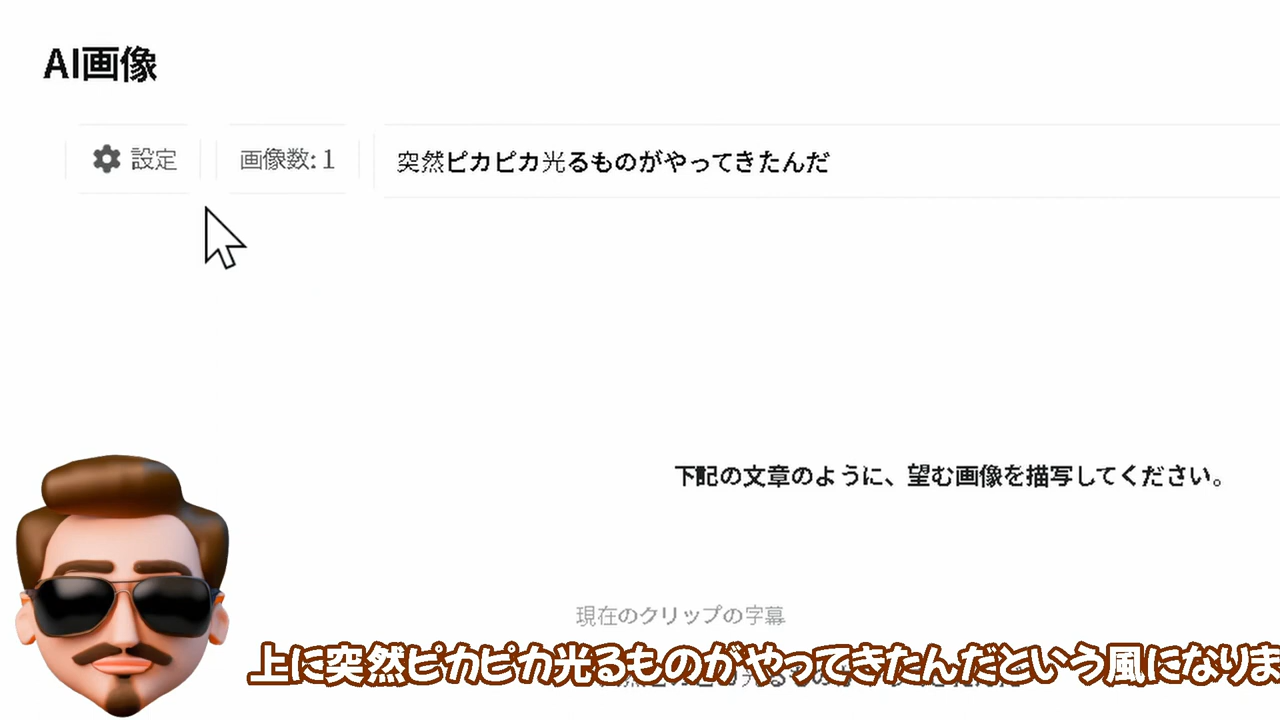 AI画像
設定
画像数: 1
突然ピカピカ光るものがやってきたんだ
下記の文章のように、望む画像を描写してください。
現在のクリップの字幕
上に突然ピカピカ光るものがやってきたんだという風になりま